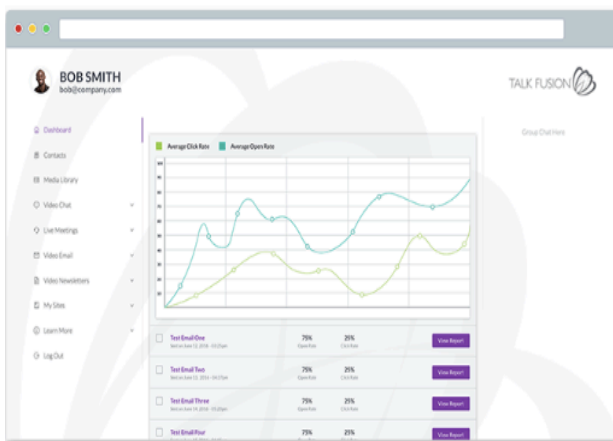 BOB SMITH
bob@company.com
TALK FUSION
Dashboard
Contacts
Media Library
Video Chat
Live Meetings
Video Email
Video Newsletters
My Sites
Learn More
Log Out
Group Chat Here
Average Click Rate Average Open Rate
Test Email One 75% 25% View Report
Open Rate Click Rate
Test Email Two 75% 25% View Report
Open Rate Click Rate
Test Email Three 75% 25% View Report
Open Rate Click Rate
Test Email Four 75% 25%